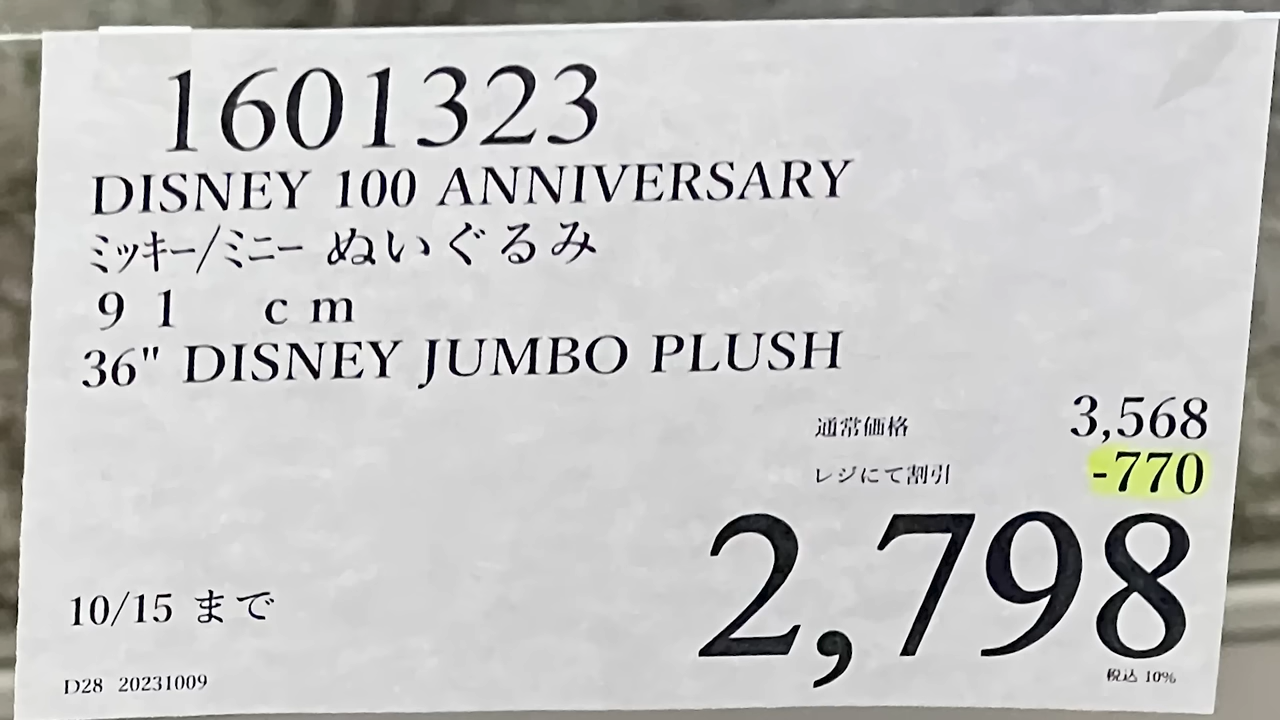 1601323
DISNEY 100 ANNIVERSARY
ミッキー/ミニー ぬいぐるみ
91 cm
36" DISNEY JUMBO PLUSH
通常価格 3,568
レジにて割引 -770
2,798
10/15 まで
税込 10%
D28 20231009